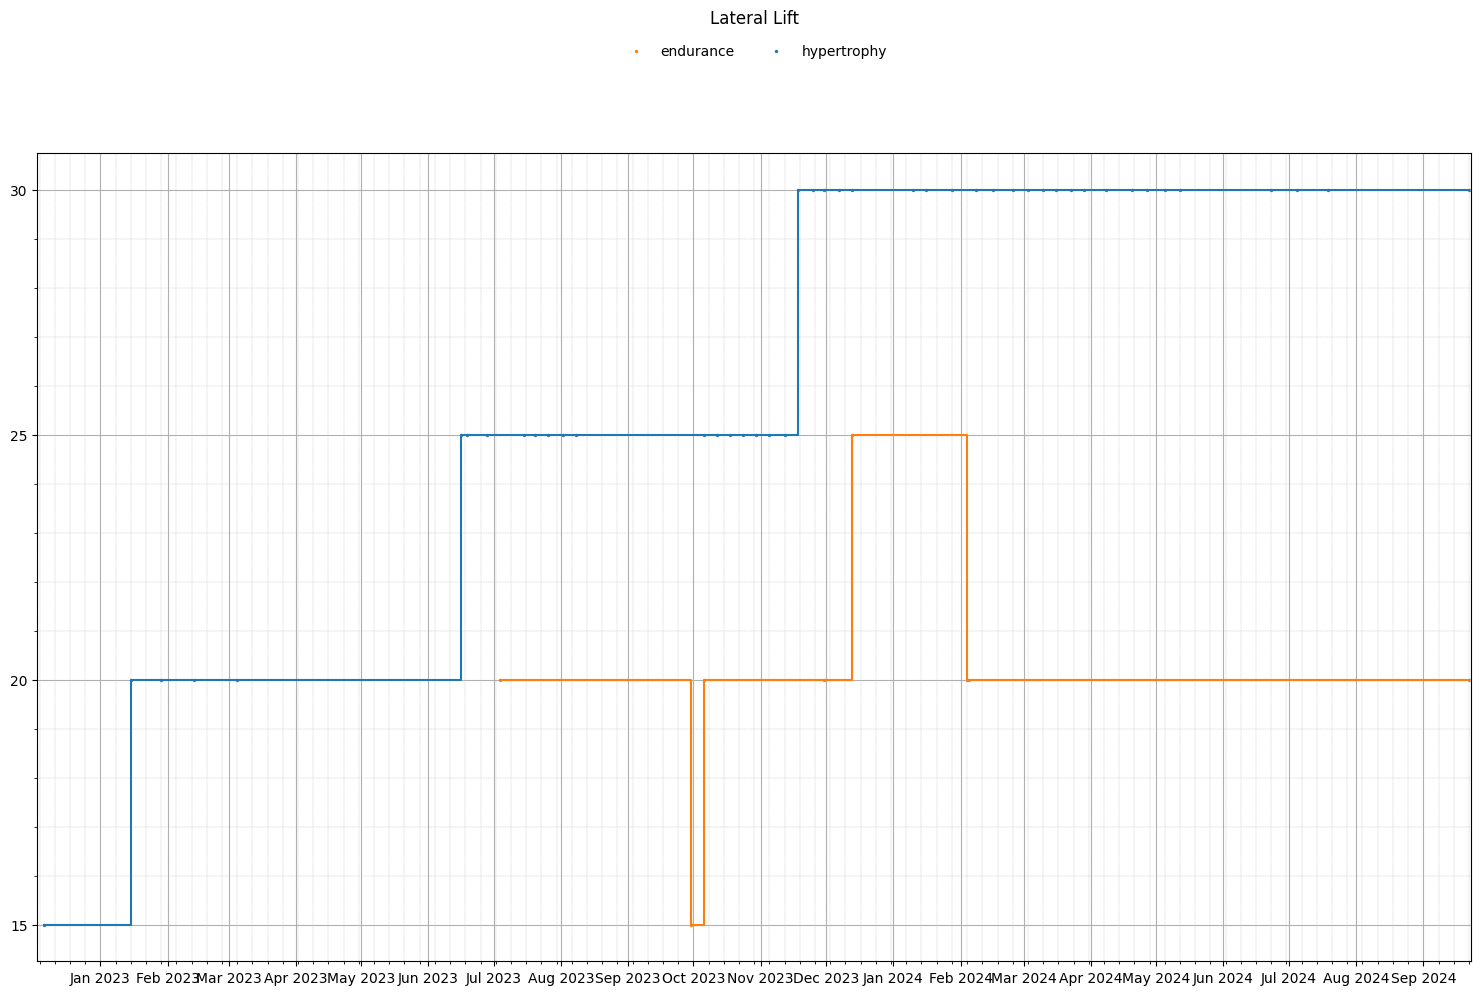 Lateral Lift
endurance hypertrophy
30
25
20
15
Jan 2023 Feb 2023 Mar 2023 Apr 2023 May 2023 Jun 2023 Jul 2023 Aug 2023 Sep 2023 Oct 2023 Nov 2023 Dec 2023 Jan 2024 Feb 2024 Mar 2024 Apr 2024 May 2024 Jun 2024 Jul 2024 Aug 2024 Sep 2024